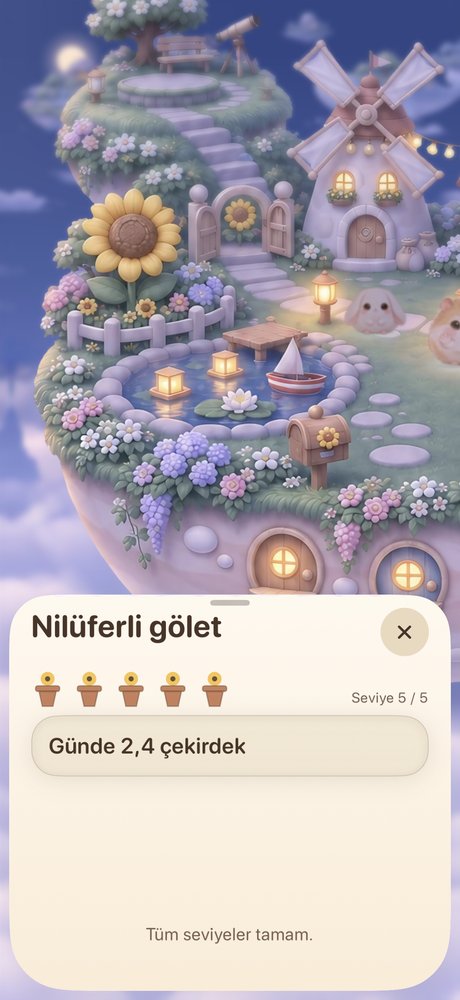 Nilüferli gölet
Seviye 5 / 5
Günde 2,4 çekirdek
Tüm seviyeler tamam.